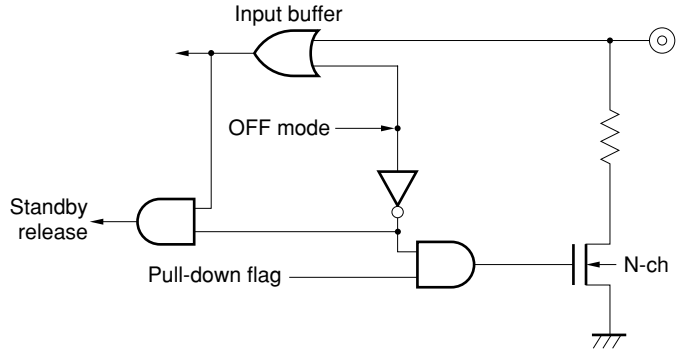 Input buffer
OFF mode
Standby
release
Pull-down flag
N-ch